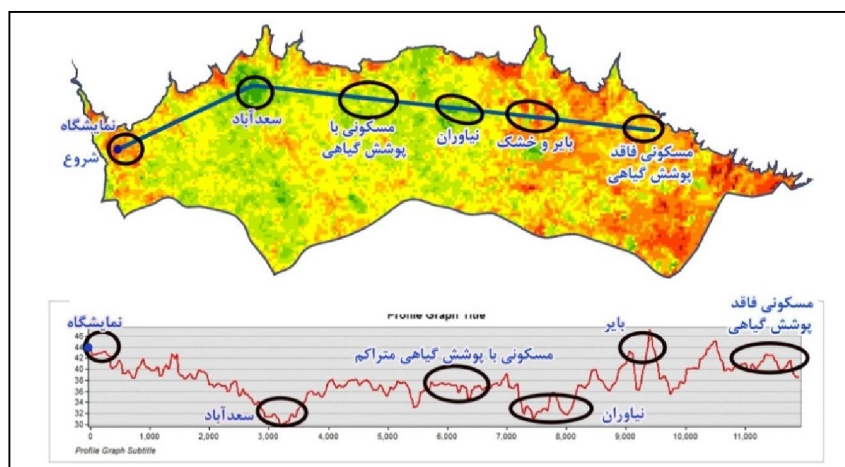 نمایشگاه
شروع
سعدآباد
مسکونی با
پوشش گیاهی
نیاوران
بایر و خشک
مسکونی فاقد
پوشش گیاهی
Profile Graph Title
نمایشگاه
مسکونی با پوشش گیاهی متراکم
بایر
مسکونی فاقد
پوشش گیاهی
سعدآباد
نیاوران
46
44
42
40
38
36
34
32
30
0 1,000 2,000 3,000 4,000 5,000 6,000 7,000 8,000 9,000 10,000 11,000
Profile Graph Subtitle